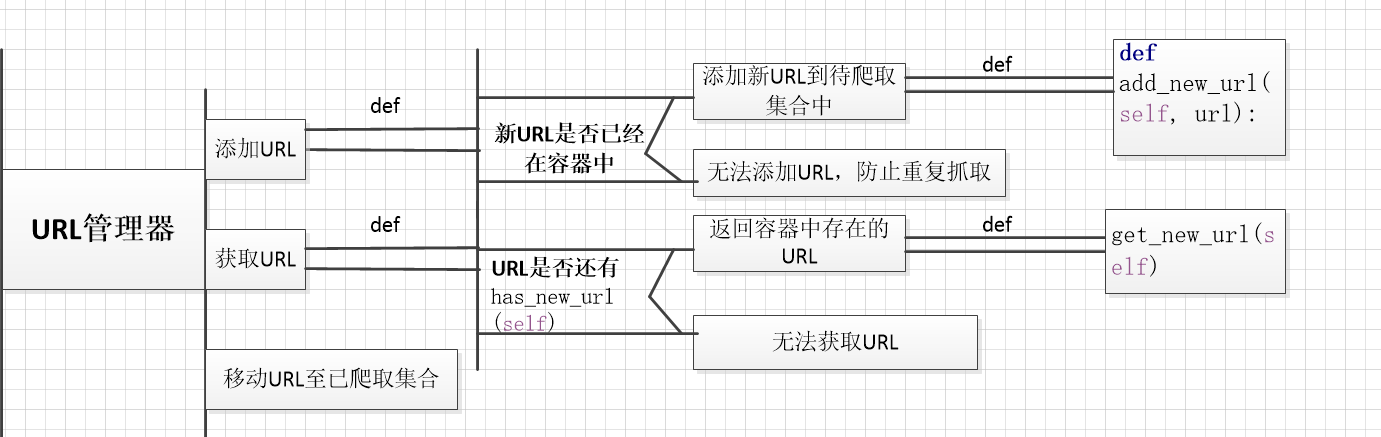 URL管理器
添加URL
def
新URL是否已经
在容器中
添加新URL到待爬取
集合中
def
def
add_new_url(
self, url):
无法添加URL，防止重复抓取
获取URL
def
URL是否还有
has_new_url
(self)
返回容器中存在的
URL
def
get_new_url(s
elf)
无法获取URL
移动URL至已爬取集合